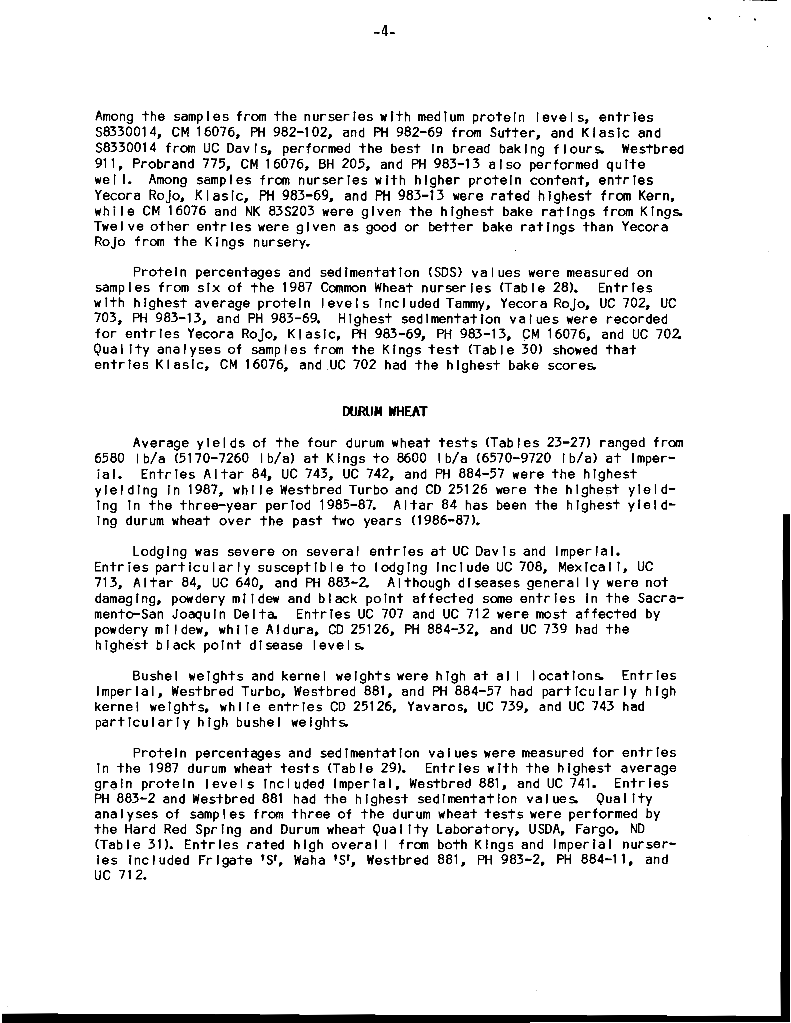 -4-
Among the samples from the nurseries with medium protein levels, entries
S8330014, CM 16076, PH 982-102, and PH 982-69 from Sutter, and Klasic and
S8330014 from UC Davis, performed the best in bread baking flours. Westbred
911, Probrand 775, CM 16076, BH 205, and PH 983-13 also performed quite
well. Among samples from nurseries with higher protein content, entries
Yecora Rojo, Klasic, PH 983-69, and PH 983-13 were rated highest from Kern,
while CM 16076 and NK 83S203 were given the highest bake ratings from Kings.
Twelve other entries were given as good or better bake ratings than Yecora
Rojo from the Kings nursery.
Protein percentages and sedimentation (SDS) values were measured on
samples from six of the 1987 Common Wheat nurseries (Table 28). Entries
with highest average protein levels included Tammy, Yecora Rojo, UC 702, UC
703, PH 983-13, and PH 983-69. Highest sedimentation values were recorded
for entries Yecora Rojo, Klasic, PH 983-69, PH 983-13, CM 16076, and UC 702.
Quality analyses of samples from the Kings test (Table 30) showed that
entries Klasic, CM 16076, and UC 702 had the highest bake scores.
DURUM WHEAT
Average yields of the four durum wheat tests (Tables 23-27) ranged from
6580 lb/a (5170-7260 lb/a) at Kings to 8600 lb/a (6570-9720 lb/a) at Imper-
ial. Entries Altar 84, UC 743, UC 742, and PH 884-57 were the highest
yielding in 1987, while Westbred Turbo and CD 25126 were the highest yield-
ing in the three-year period 1985-87. Altar 84 has been the highest yield-
ing durum wheat over the past two years (1986-87).
Lodging was severe on several entries at UC Davis and Imperial.
Entries particularly susceptible to lodging include UC 708, Mexicali, UC
713, Altar 84, UC 640, and PH 883-2. Although diseases generally were not
damaging, powdery mildew and black point affected some entries in the Sacra-
mento-San Joaquin Delta. Entries UC 707 and UC 712 were most affected by
powdery mildew, while Aldura, CD 25126, PH 884-32, and UC 739 had the
highest black point disease levels.
Bushel weights and kernel weights were high at all locations. Entries
Imperial, Westbred Turbo, Westbred 881, and PH 884-57 had particularly high
kernel weights, while entries CD 25126, Yavaros, UC 739, and UC 743 had
particularly high bushel weights.
Protein percentages and sedimentation values were measured for entries
in the 1987 durum wheat tests (Table 29). Entries with the highest average
grain protein levels included Imperial, Westbred 881, and UC 741. Entries
PH 883-2 and Westbred 881 had the highest sedimentation values. Quality
analyses of samples from three of the durum wheat tests were performed by
the Hard Red Spring and Durum wheat Quality Laboratory, USDA, Fargo, ND
(Table 31). Entries rated high overall from both Kings and Imperial nurser-
ies included Frigate 'S', Waha 'S', Westbred 881, PH 983-2, PH 884-11, and
UC 712.